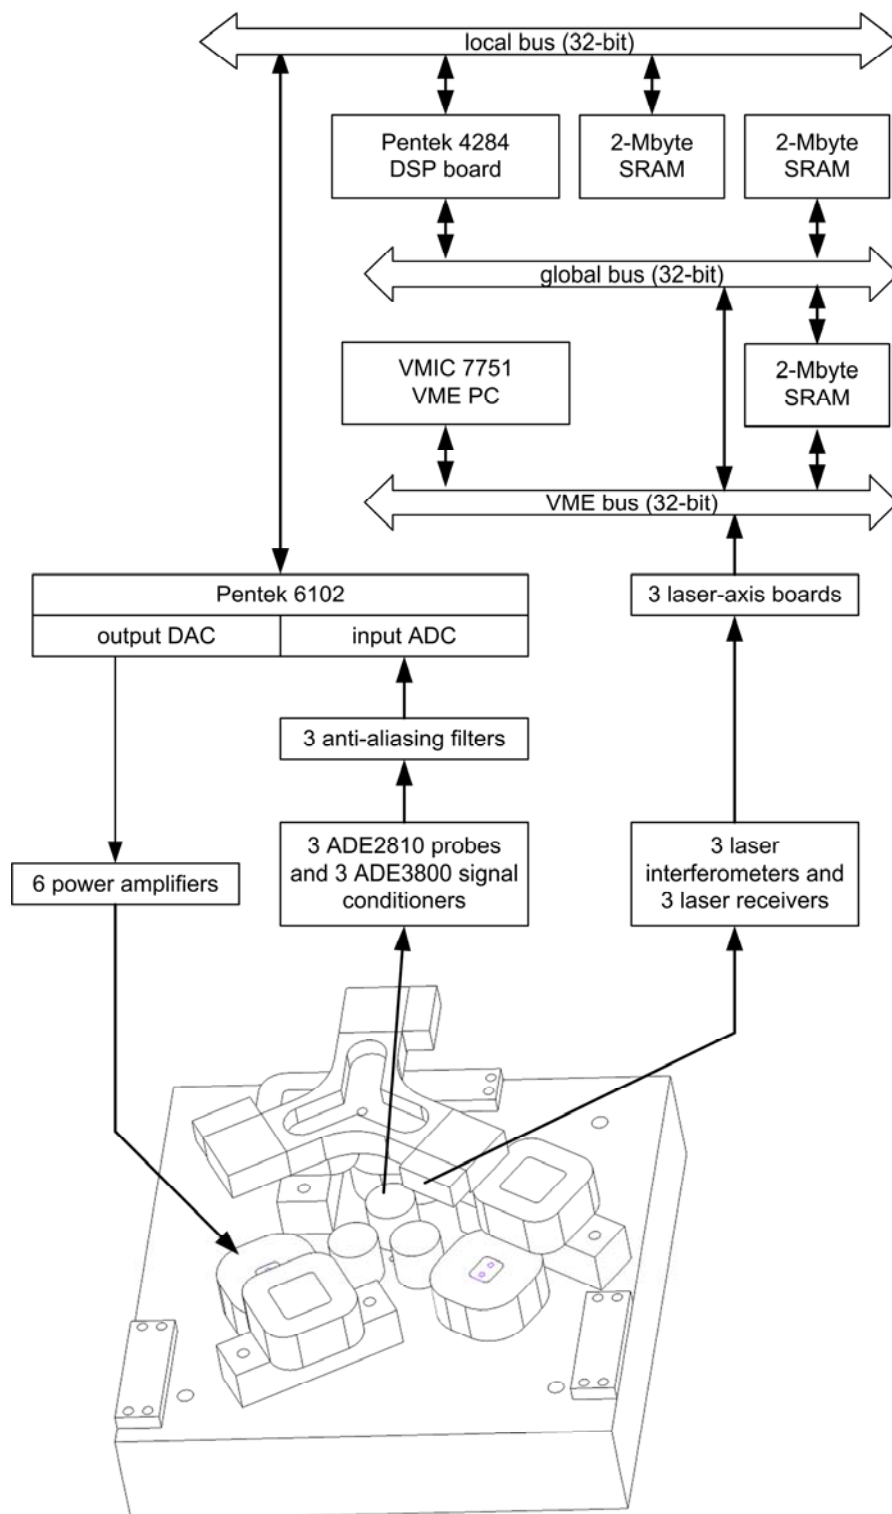 local bus (32-bit)
Pentek 4284
DSP board
2-Mbyte
SRAM
2-Mbyte
SRAM
global bus (32-bit)
VMIC 7751
VME PC
2-Mbyte
SRAM
VME bus (32-bit)
Pentek 6102
output DAC
input ADC
3 laser-axis boards
3 anti-aliasing filters
3 ADE2810 probes
and 3 ADE3800 signal
conditioners
3 laser
interferometers and
3 laser receivers
6 power amplifiers